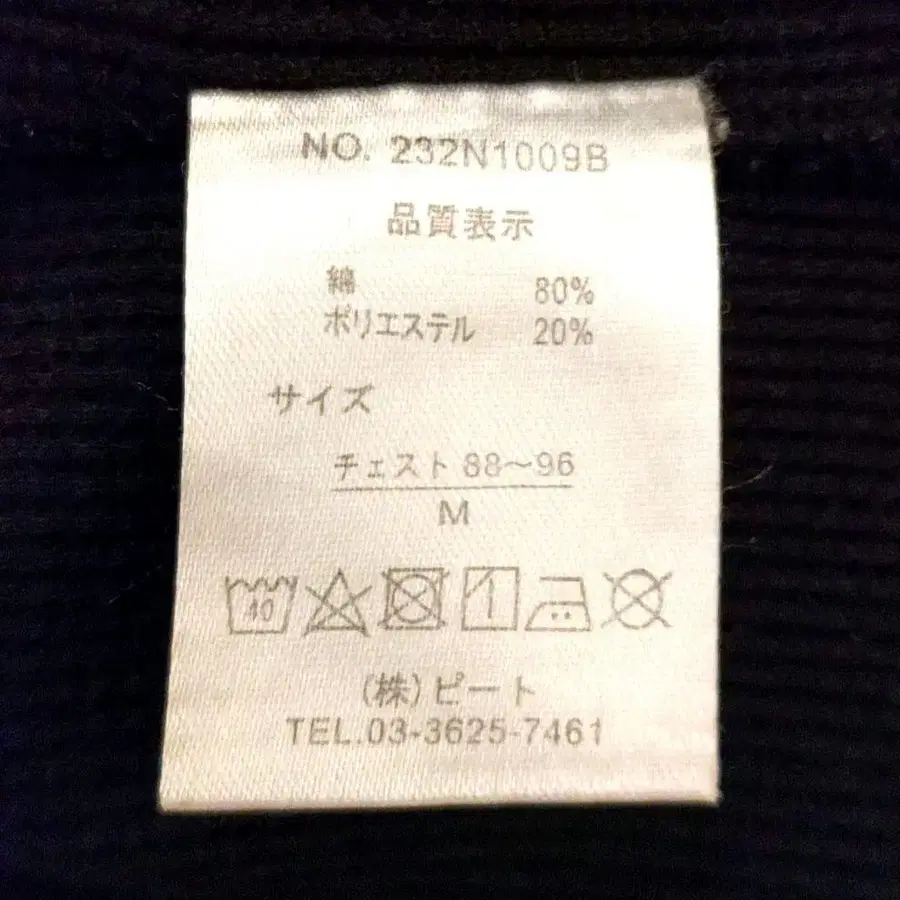 NO. 232N1009B
品質表示
綿 80%
ポリエステル 20%
サイズ
チェスト 88~96
M
40
(株)ピート
TEL.03-3625-7461